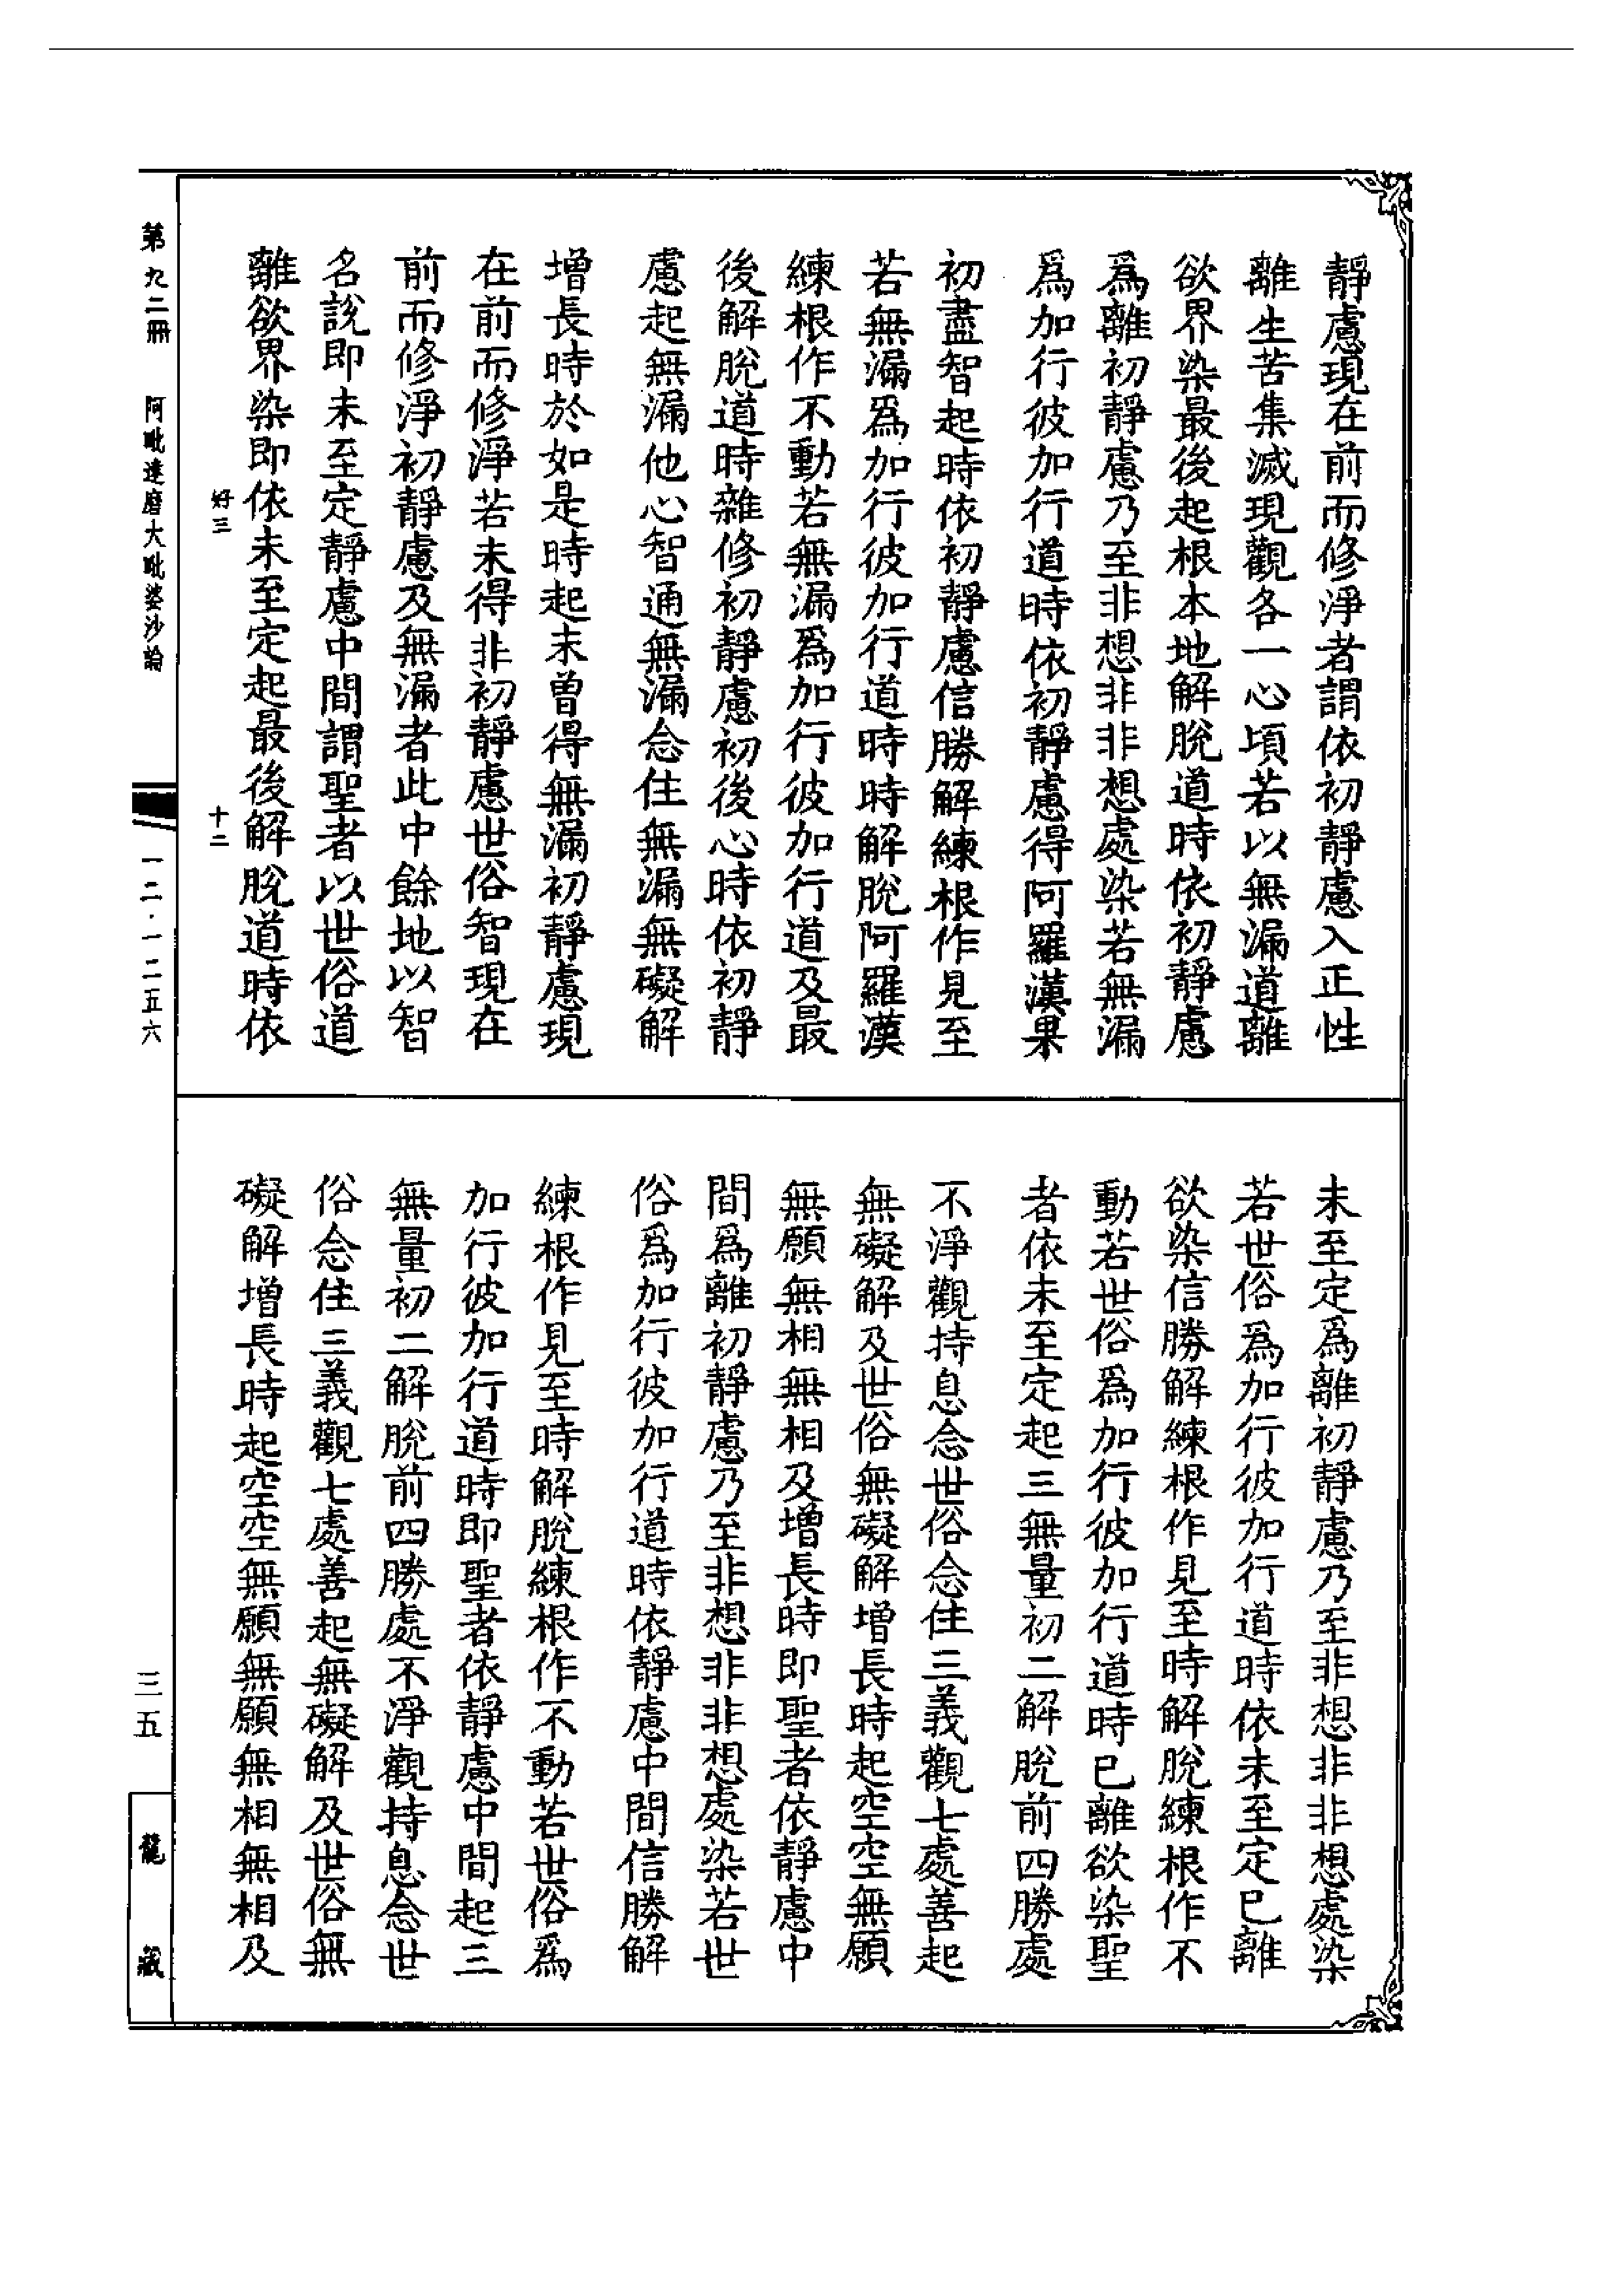 靜慮現在前而修淨者謂依初靜慮入正性
離生苦集滅現觀各一心頃若以無漏道離
欲界染最後起根本地解脫道時依初靜慮
爲離初靜慮乃至非想非非想處染若無漏
爲加行彼加行道時依初靜慮得阿羅漢果
初盡智起時依初靜慮信勝解練根作見至
若無漏爲加行彼加行道時時解脫阿羅漢
練根作不動若無漏爲加行彼加行道及最
後解脫道時雜修初靜慮初後心時依初靜
慮起無漏他心智通無漏念住無漏無礙解
增長時於如是時起未曾得無漏初靜慮現
在前而修淨若未得非初靜慮世俗智現在
前而修淨初靜慮及無漏者此中餘地以智
名說即未至定靜慮中間謂聖者以世俗道
離欲界染即依未至定起最後解脫道時依
未至定爲離初靜慮乃至非想非非想處染
若世俗爲加行彼加行道時依未至定巳離
欲染信勝解練根作見至時解脫練根作不
動若世俗爲加行彼加行道時巳離欲染聖
者依未至定起三無量初二解脫前四勝處
不淨觀持息念世俗念住三義觀七處善起
無礙解及世俗無礙解增長時起空空無願
無願無相無相及增長時即聖者依靜慮中
間爲離初靜慮乃至非想非非想處染若世
俗爲加行彼加行道時依靜慮中間信勝解
練根作見至時解脫練根作不動若世俗爲
加行彼加行道時即聖者依靜慮中間起三
無量初二解脫前四勝處不淨觀持息念世
俗念住三義觀七處善起無礙解及世俗無
礙解增長時起空空無願無願無相無相及
好三 十二
第九二冊 阿毗達磨大毗婆沙論 一二·一二五六 三五 龍藏